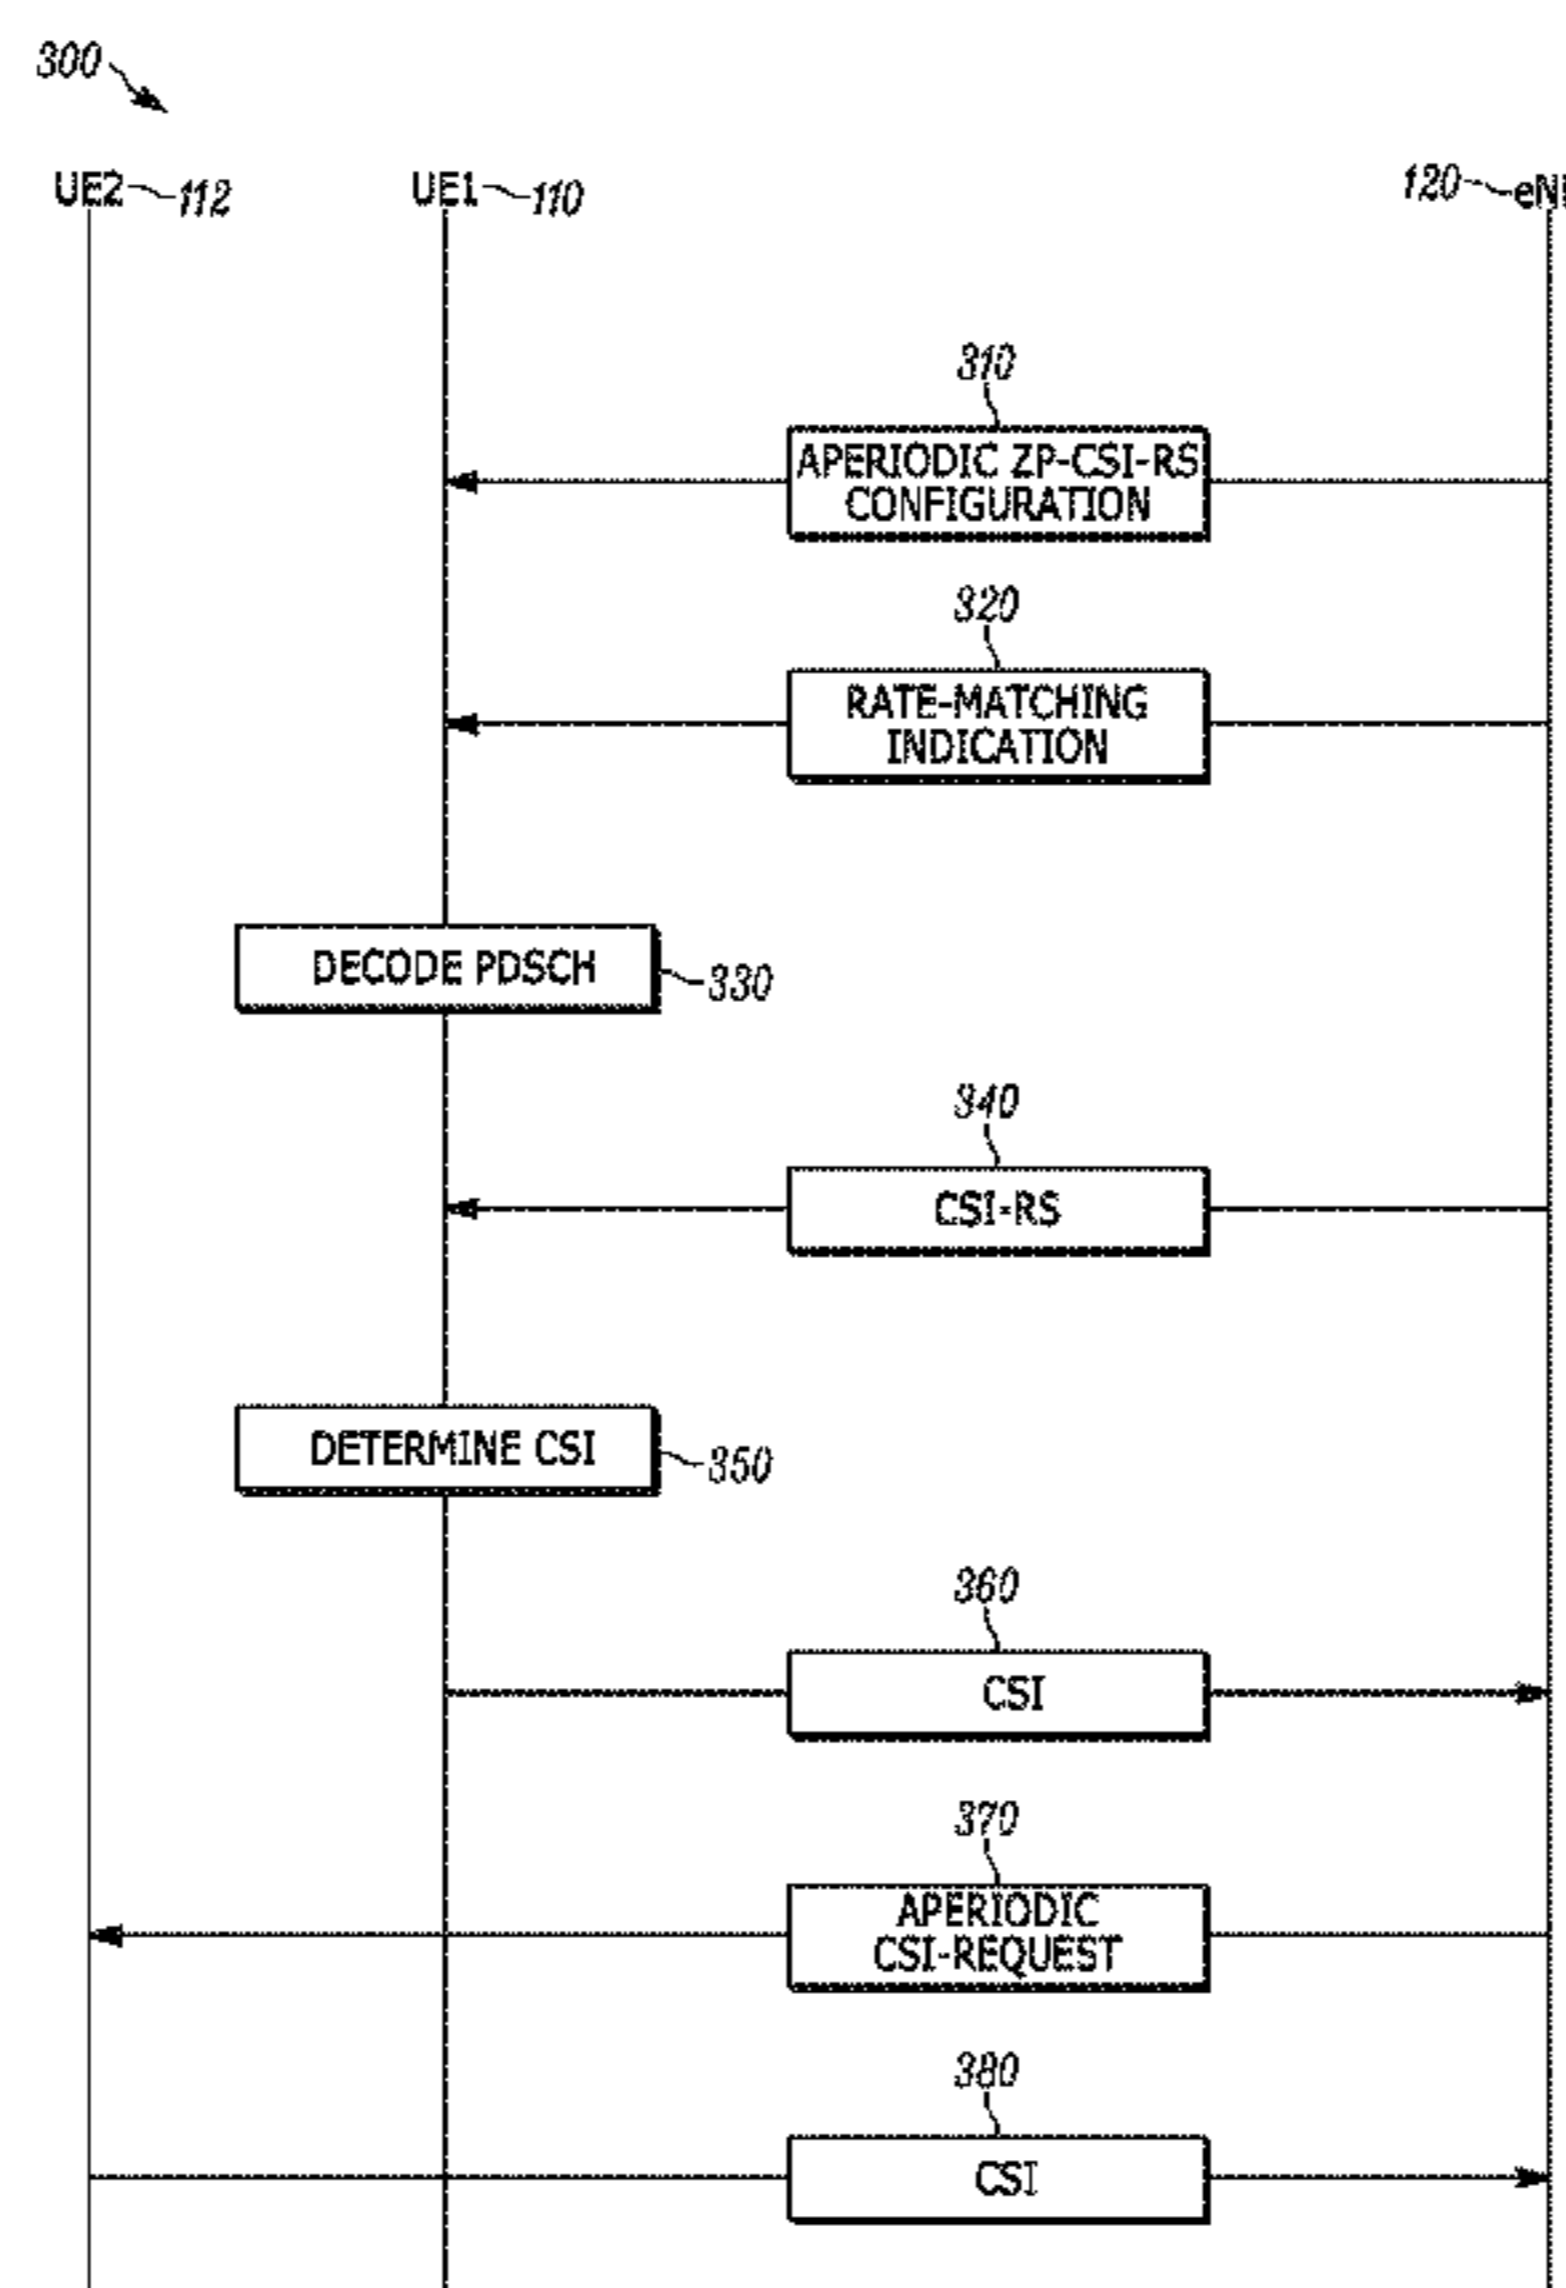 300
UE2 112 UE1 110 120 eN
310
APERIODIC ZP-CSI-RS
CONFIGURATION
320
RATE-MATCHING
INDICATION
DECODE PDSCH 330
340
CSI-RS
DETERMINE CSI 350
360
CSI
370
APERIODIC
CSI-REQUEST
380
CSI